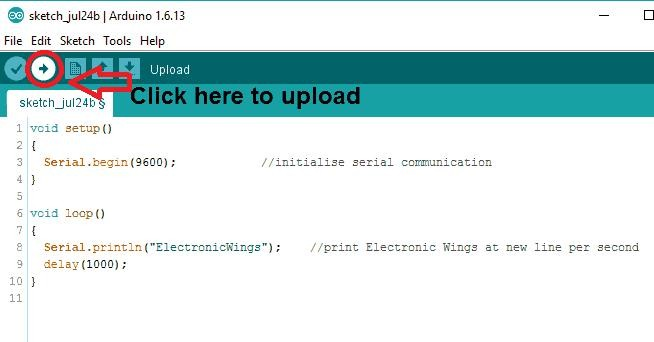 sketch_jul24b | Arduino 1.6.13
File Edit Sketch Tools Help
Upload
Click here to upload
sketch_jul24b §
1 void setup()
2 {
3   Serial.begin(9600);            //initialise serial communication
4 }
5
6 void loop()
7 {
8   Serial.println("ElectronicWings");    //print Electronic Wings at new line per second
9   delay(1000);
10 }
11